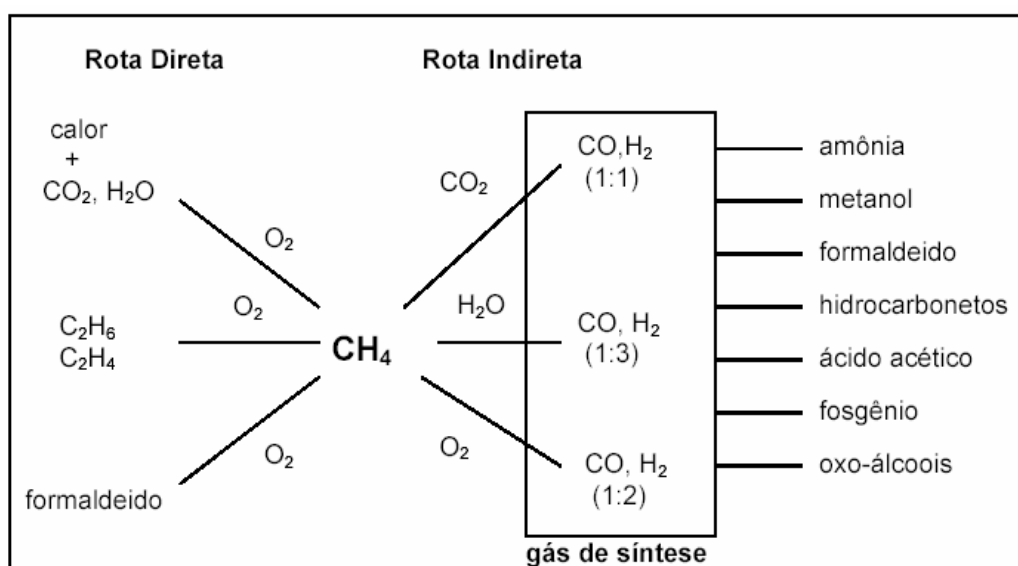 Rota Direta
Rota Indireta
calor
+
CO₂, H₂O
O₂
O₂
C₂H₆
C₂H₄
O₂
formaldeido
CH₄
CO₂
H₂O
O₂
CO,H₂
(1:1)
CO, H₂
(1:3)
CO, H₂
(1:2)
gás de síntese
amônia
metanol
formaldeido
hidrocarbonetos
ácido acético
fosgênio
oxo-álcoois